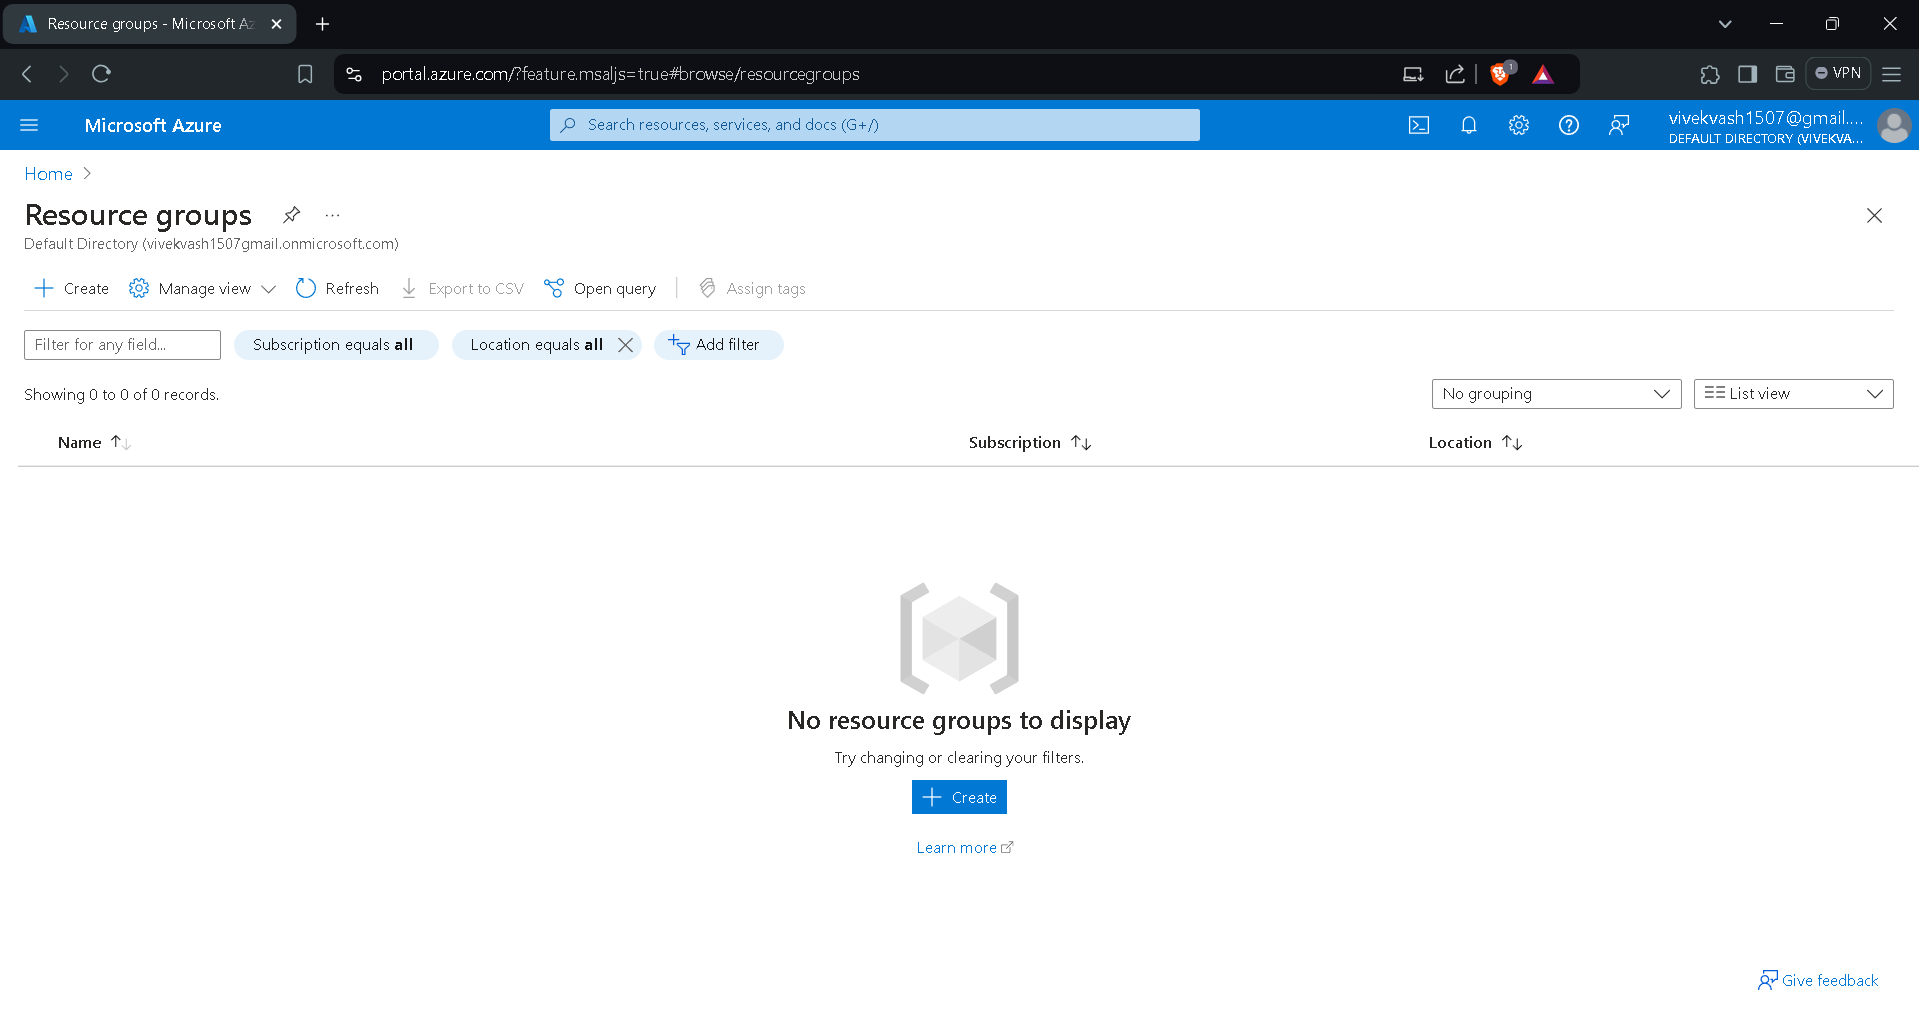 Resource groups - Microsoft Az
portal.azure.com/?feature.msaljs=true#browse/resourcegroups
1
VPN
Microsoft Azure
Search resources, services, and docs (G+/)
vivekvash1507@gmail....
DEFAULT DIRECTORY (VIVEKVA...
Home
Resource groups
...
Default Directory (vivekvash1507gmail.onmicrosoft.com)
Create
Manage view
Refresh
Export to CSV
Open query
Assign tags
Filter for any field...
Subscription equals all
Location equals all
Add filter
Showing 0 to 0 of 0 records.
No grouping
List view
Name
Subscription
Location
No resource groups to display
Try changing or clearing your filters.
Create
Learn more
Give feedback